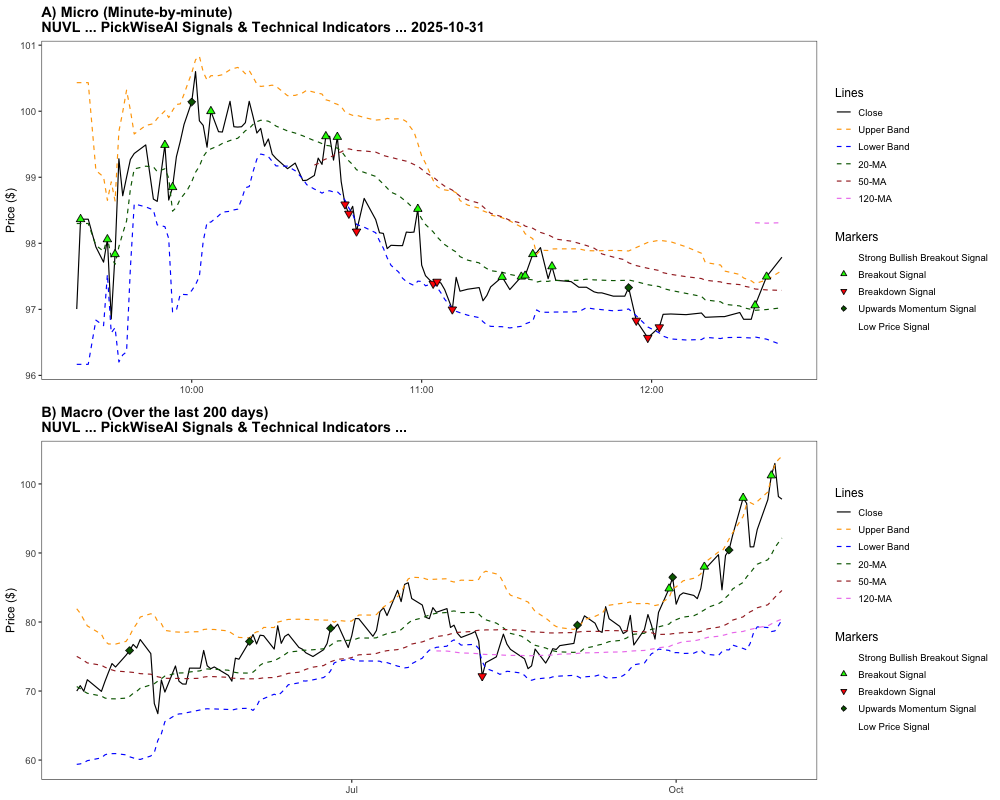 A) Micro (Minute-by-minute)
NUVL ... PickWiseAI Signals & Technical Indicators ... 2025-10-31
Price ($)
101
100
99
98
97
96
10:00
11:00
12:00
Lines
Close
Upper Band
Lower Band
20-MA
50-MA
120-MA
Markers
Strong Bullish Breakout Signal
Breakout Signal
Breakdown Signal
Upwards Momentum Signal
Low Price Signal
B) Macro (Over the last 200 days)
NUVL ... PickWiseAI Signals & Technical Indicators ...
Price ($)
100
90
80
70
60
Jul
Oct
Lines
Close
Upper Band
Lower Band
20-MA
50-MA
120-MA
Markers
Strong Bullish Breakout Signal
Breakout Signal
Breakdown Signal
Upwards Momentum Signal
Low Price Signal